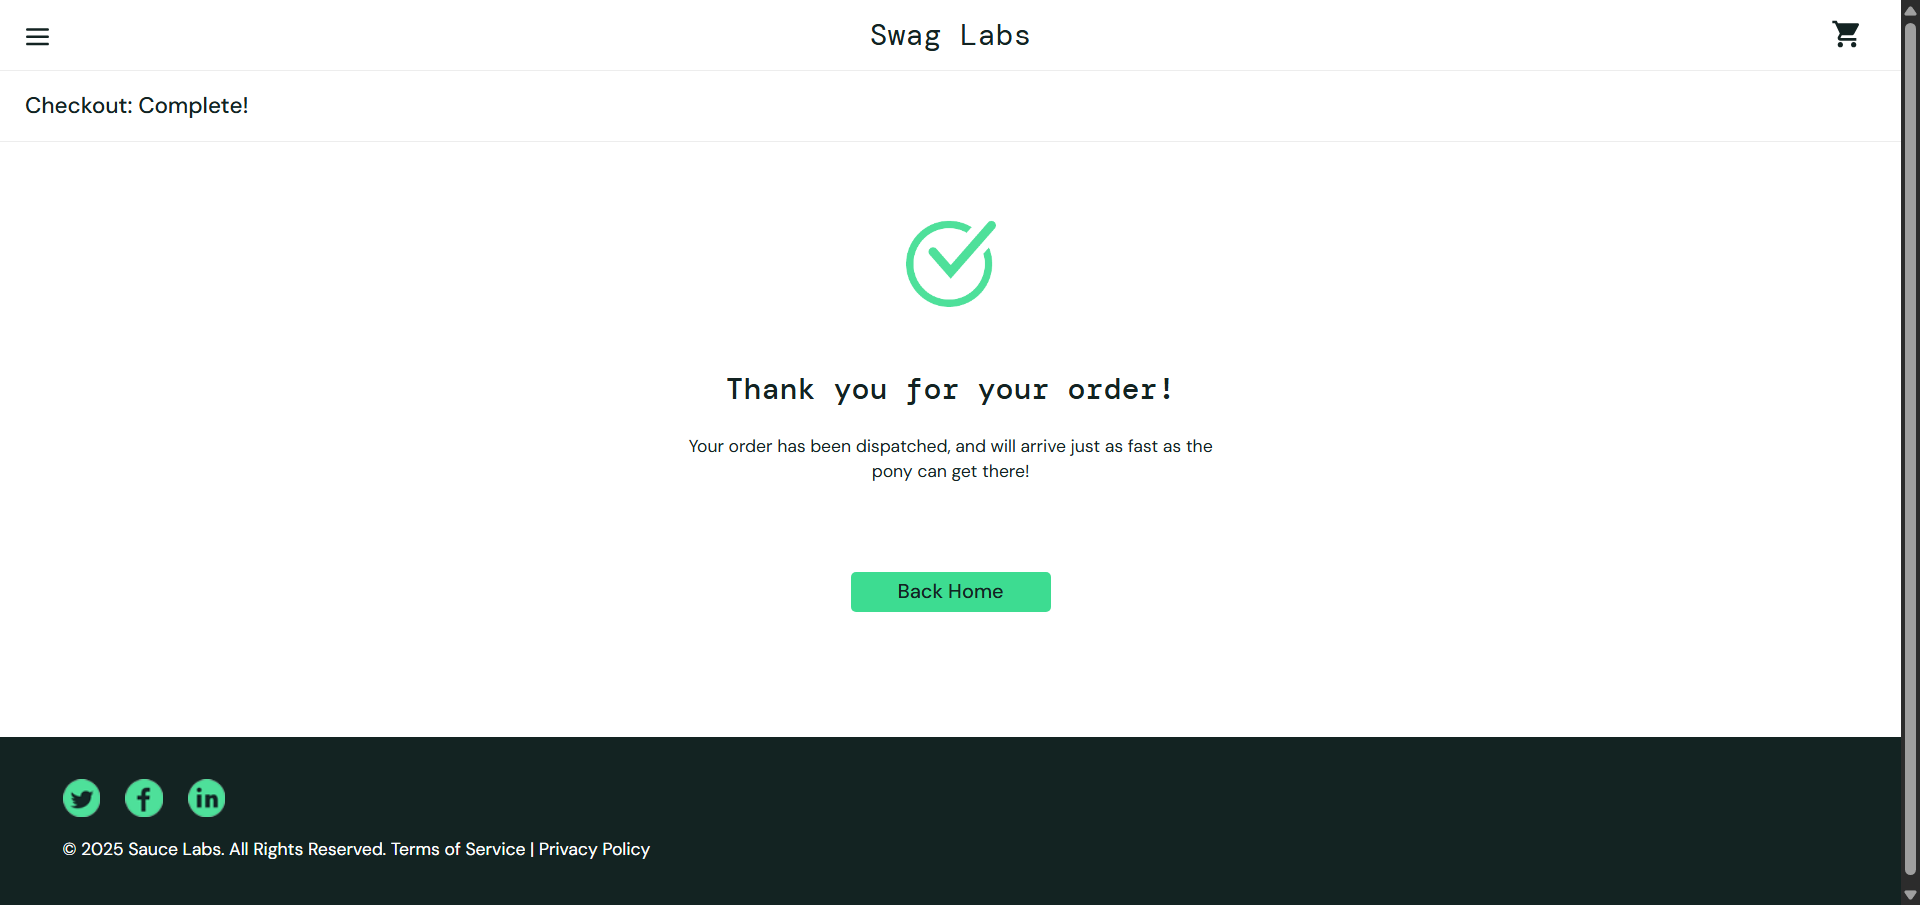 Swag Labs
Checkout: Complete!
Thank you for your order!
Your order has been dispatched, and will arrive just as fast as the
pony can get there!
Back Home
© 2025 Sauce Labs. All Rights Reserved. Terms of Service | Privacy Policy